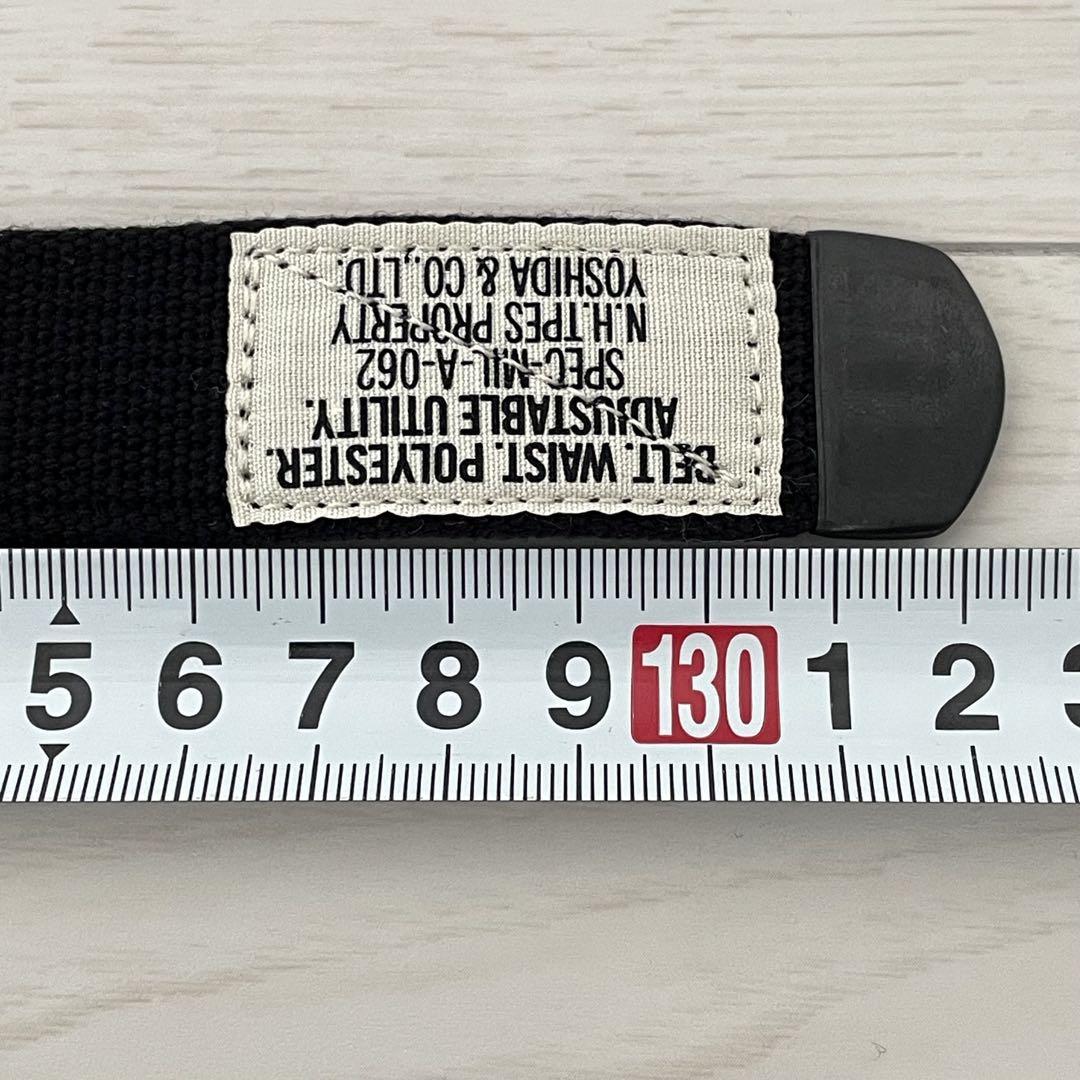 BELT. WAIST. POLYESTER.
ADJUSTABLE UTILITY.
SPEC-MIL-A-062
N.H.TPES PROPERTY
YOSHIDA & CO.,LTD.
5 6 7 8 9 130 1 2 3